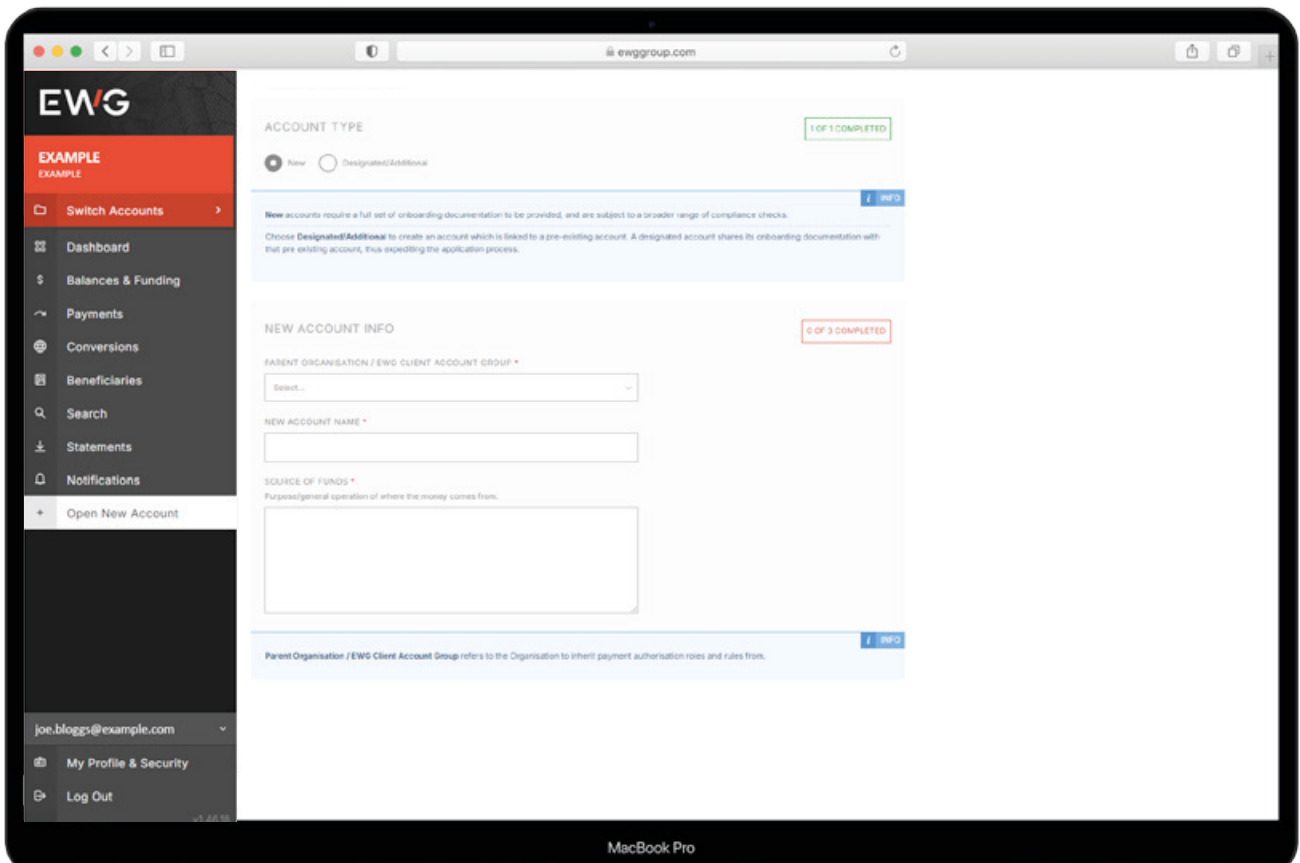 ewggroup.com
EWG
EXAMPLE
EXAMPLE
Switch Accounts
Dashboard
Balances & Funding
Payments
Conversions
Beneficiaries
Search
Statements
Notifications
Open New Account
joe.bloggs@example.com
My Profile & Security
Log Out
ACCOUNT TYPE
1 OF 1 COMPLETED
New
Designated/Additional
i INFO
New accounts require a full set of onboarding documentation to be provided, and are subject to a broader range of compliance checks.
Choose Designated/Additional to create an account which is linked to a pre-existing account. A designated account shares its onboarding documentation with
that pre existing account, thus expediting the application process.
NEW ACCOUNT INFO
0 OF 3 COMPLETED
PARENT ORGANISATION / EWG CLIENT ACCOUNT GROUP *
Select...
NEW ACCOUNT NAME *
SOURCE OF FUNDS *
Purpose/general operation of where the money comes from.
i INFO
Parent Organisation / EWG Client Account Group refers to the Organisation to inherit payment authorisation roles and rules from.
MacBook Pro